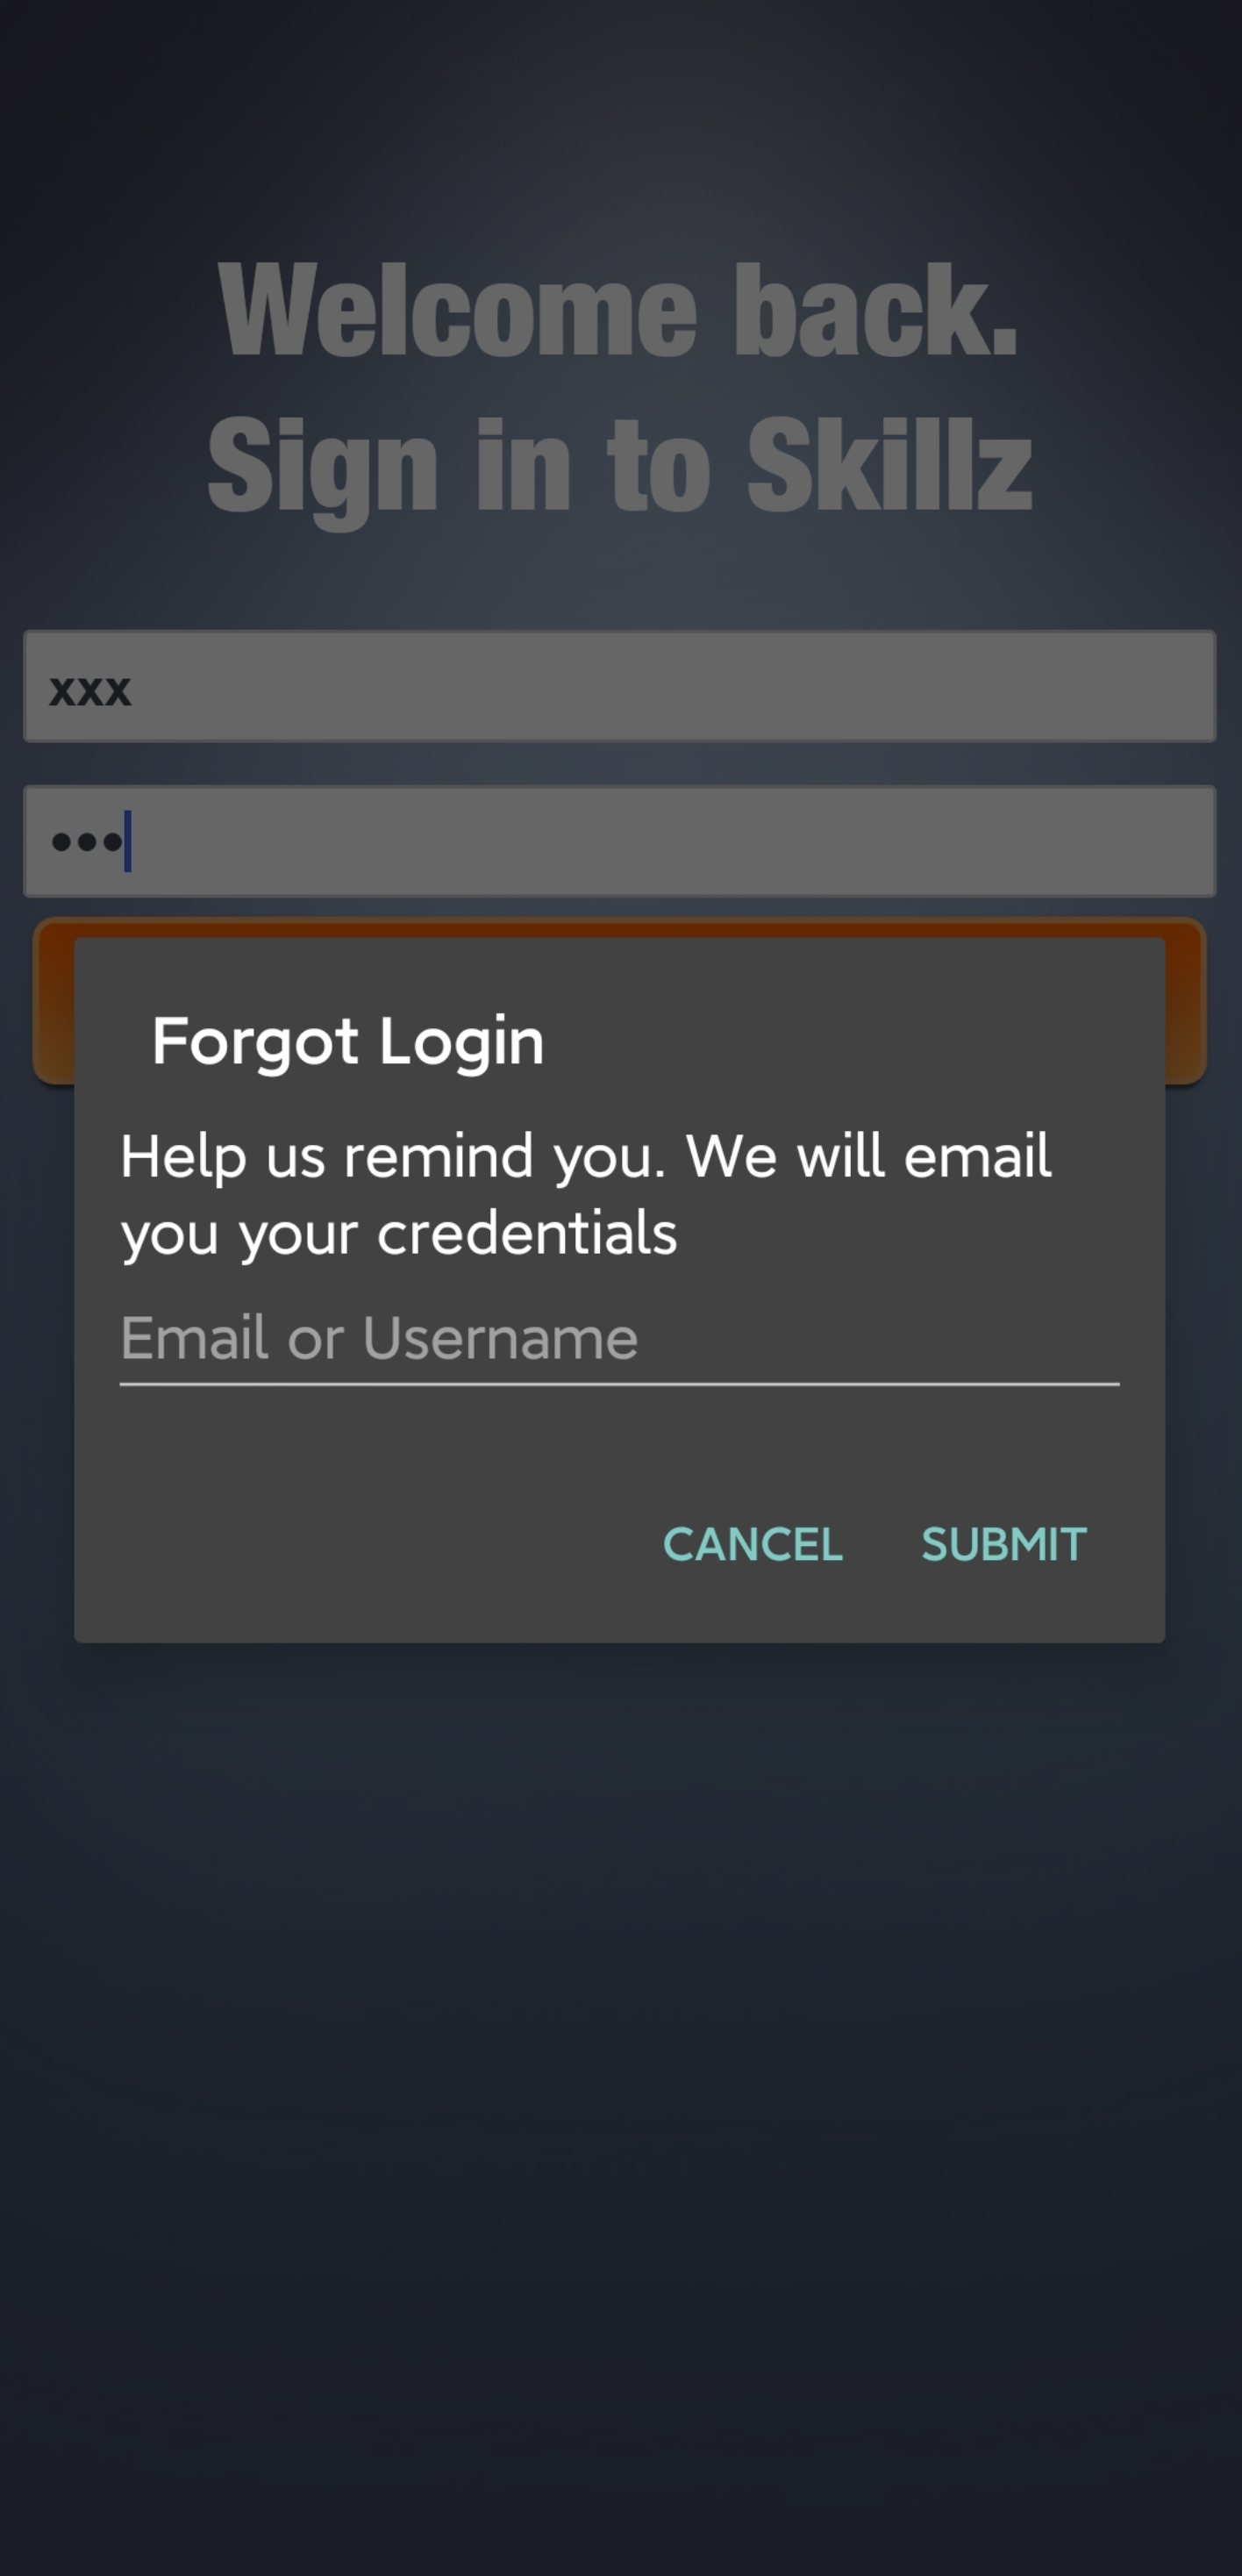 Welcome back.
Sign in to Skillz
xxx
•••
Forgot Login
Help us remind you. We will email
you your credentials
Email or Username
CANCEL SUBMIT